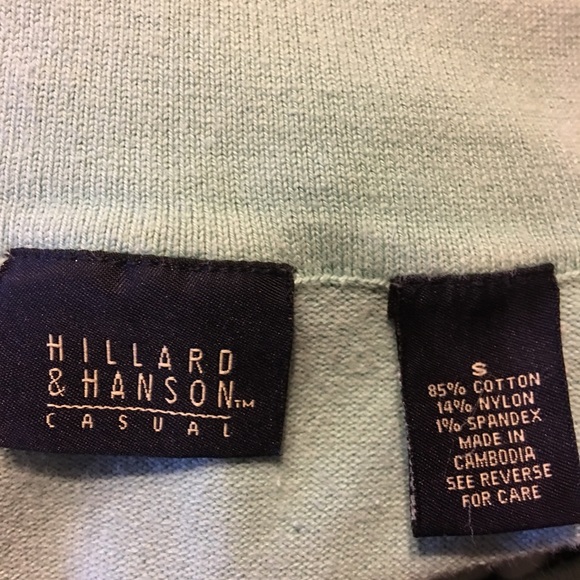 HILLARD
& HANSON™
CASUAL
S
85% COTTON
14% NYLON
1% SPANDEX
MADE IN
CAMBODIA
SEE REVERSE
FOR CARE